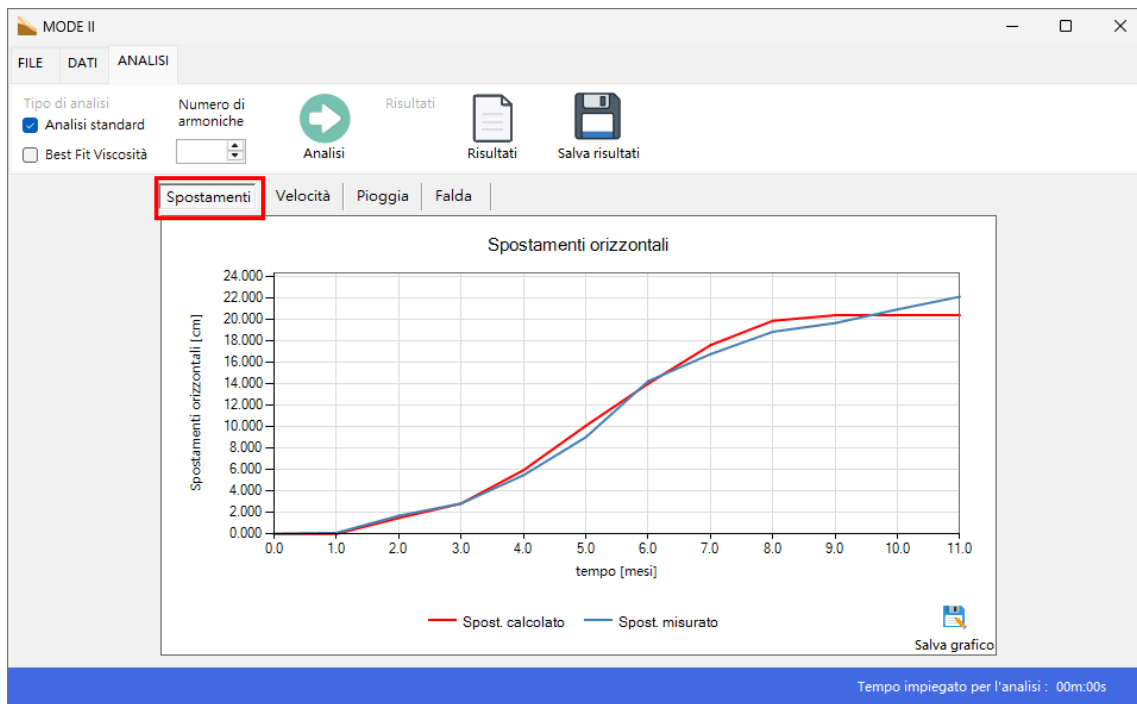 MODE II
FILE DATI ANALISI
Tipo di analisi
Analisi standard
Best Fit Viscosità
Numero di
armoniche
Analisi
Risultati
Risultati
Salva risultati
Spostamenti Velocità Pioggia Falda
Spostamenti orizzontali
Spostamenti orizzontali [cm]
24.000
22.000
20.000
18.000
16.000
14.000
12.000
10.000
8.000
6.000
4.000
2.000
0.000
0.0 1.0 2.0 3.0 4.0 5.0 6.0 7.0 8.0 9.0 10.0 11.0
tempo [mesi]
Spost. calcolato Spost. misurato
Salva grafico
Tempo impiegato per l'analisi : 00m:00s